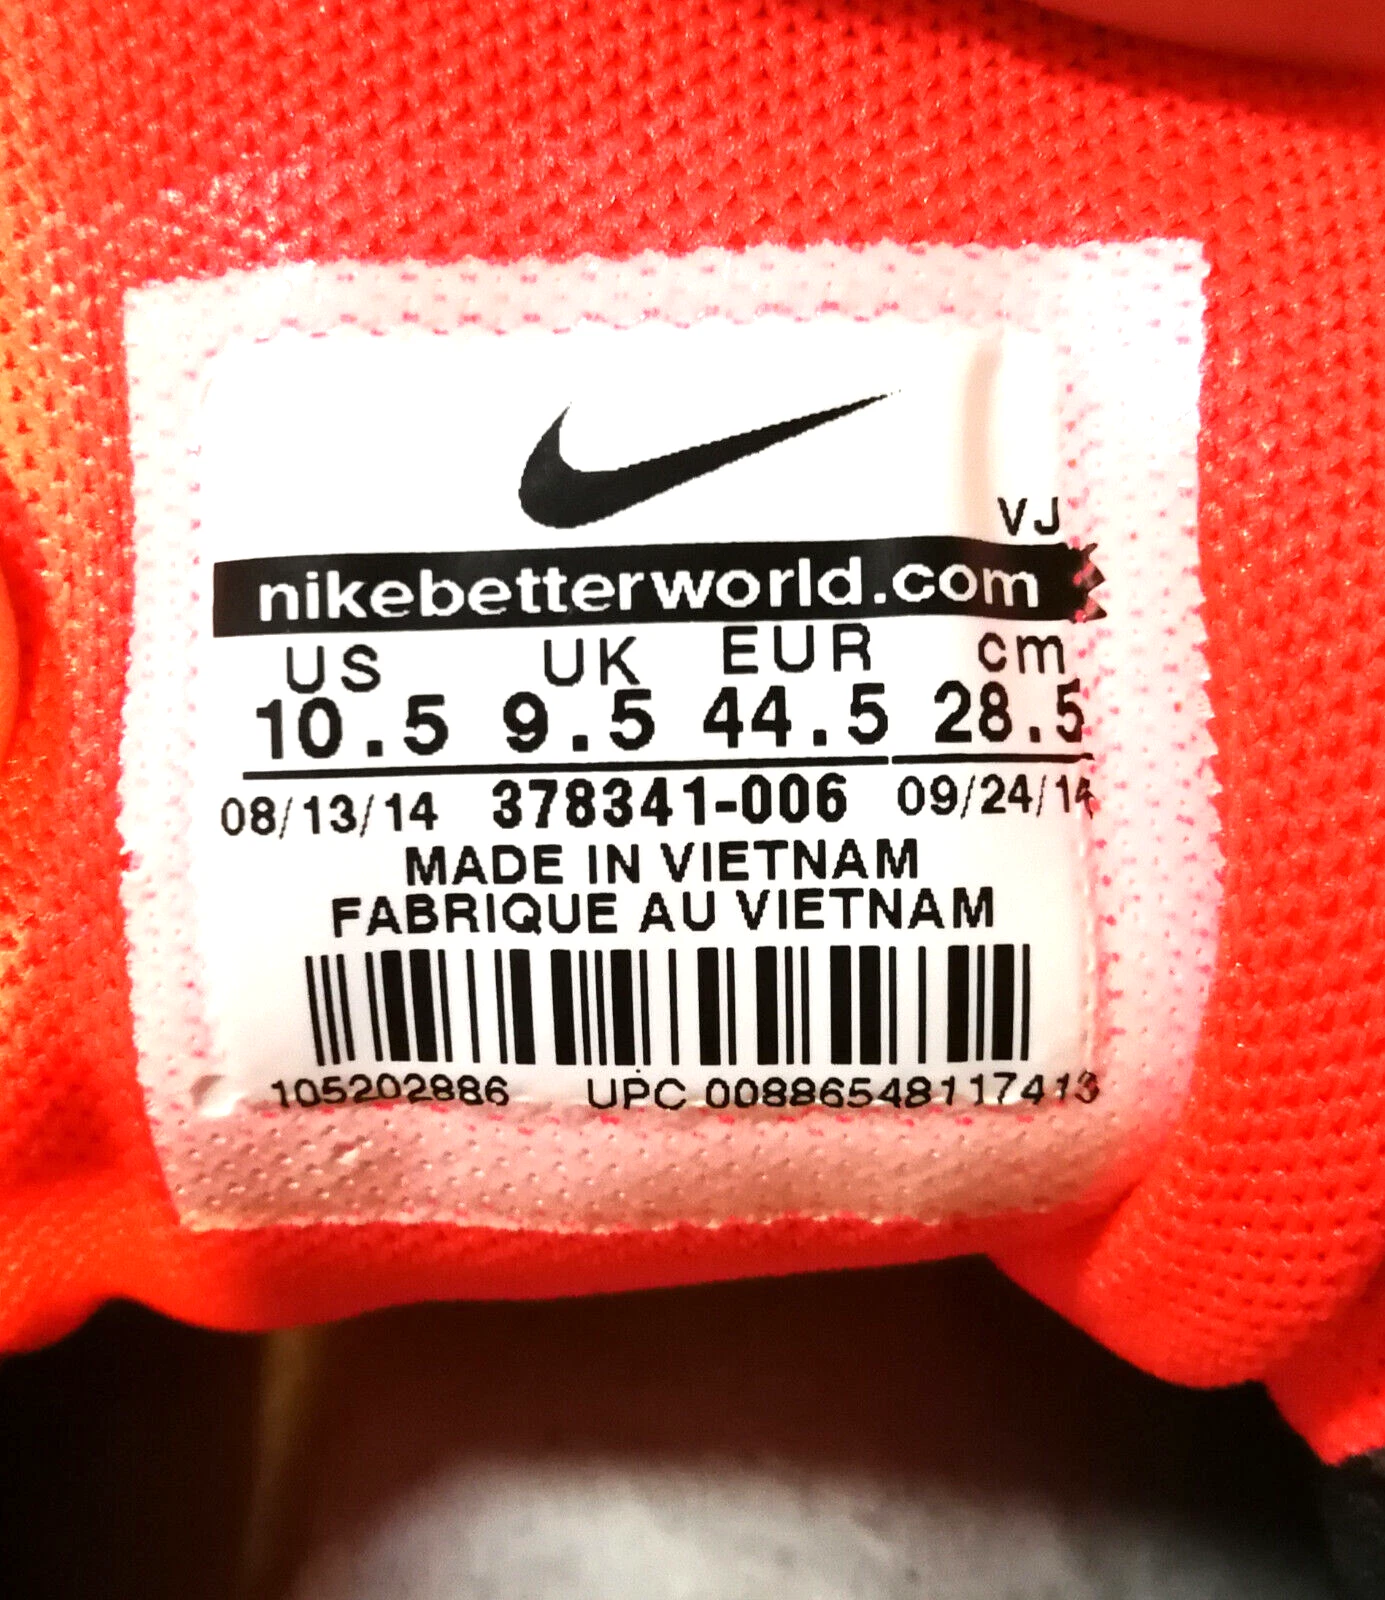 VJ
nikebetterworld.com
US UK EUR cm
10.5 9.5 44.5 28.5
08/13/14 378341-006 09/24/14
MADE IN VIETNAM
FABRIQUE AU VIETNAM
105202886 UPC 00886548117413